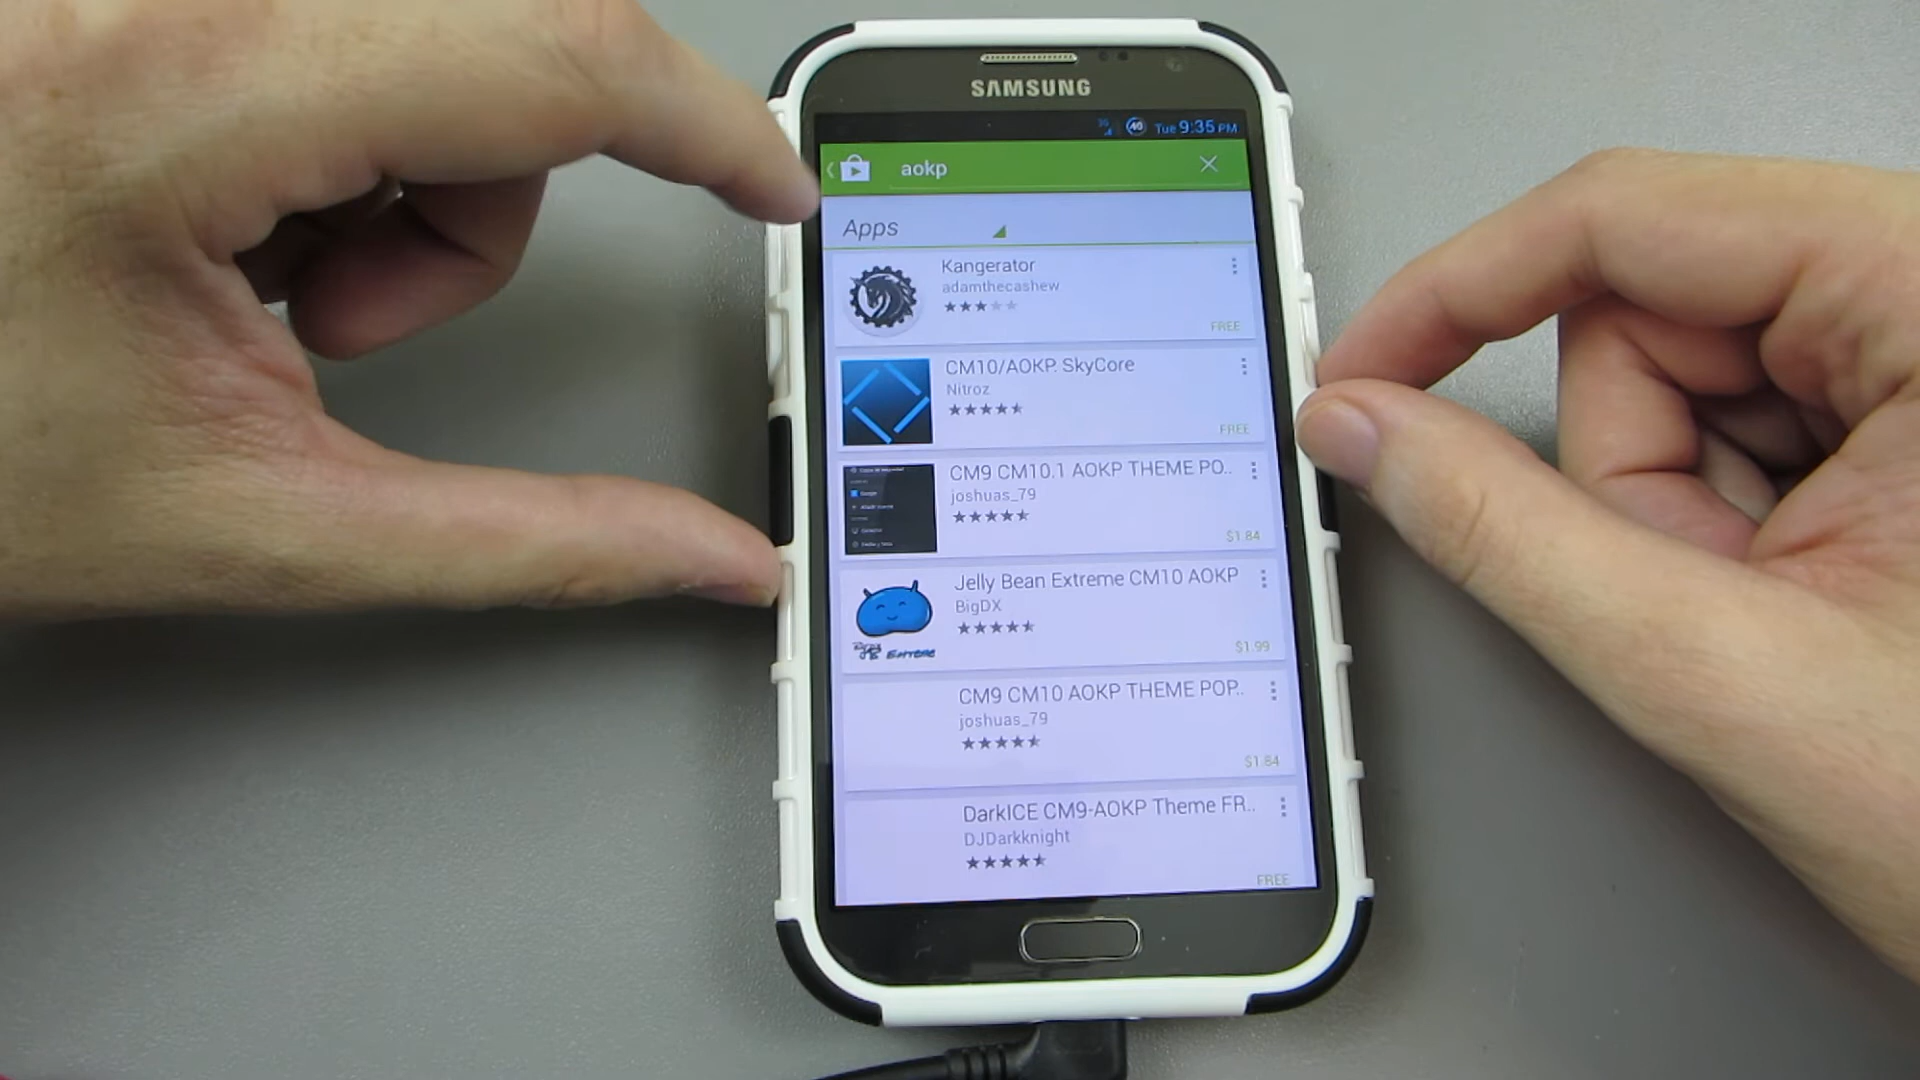 SAMSUNG
3G 40 Tue 9:35 PM
aokp
Apps
Kangerator
adamthecashew
FREE
CM10/AOKP. SkyCore
Nitroz
FREE
CM9 CM10.1 AOKP THEME PO..
joshuas_79
$1.84
Jelly Bean Extreme CM10 AOKP
BigDX
$1.99
CM9 CM10 AOKP THEME POP..
joshuas_79
$1.84
DarkICE CM9-AOKP Theme FR..
DJDarkknight
FREE